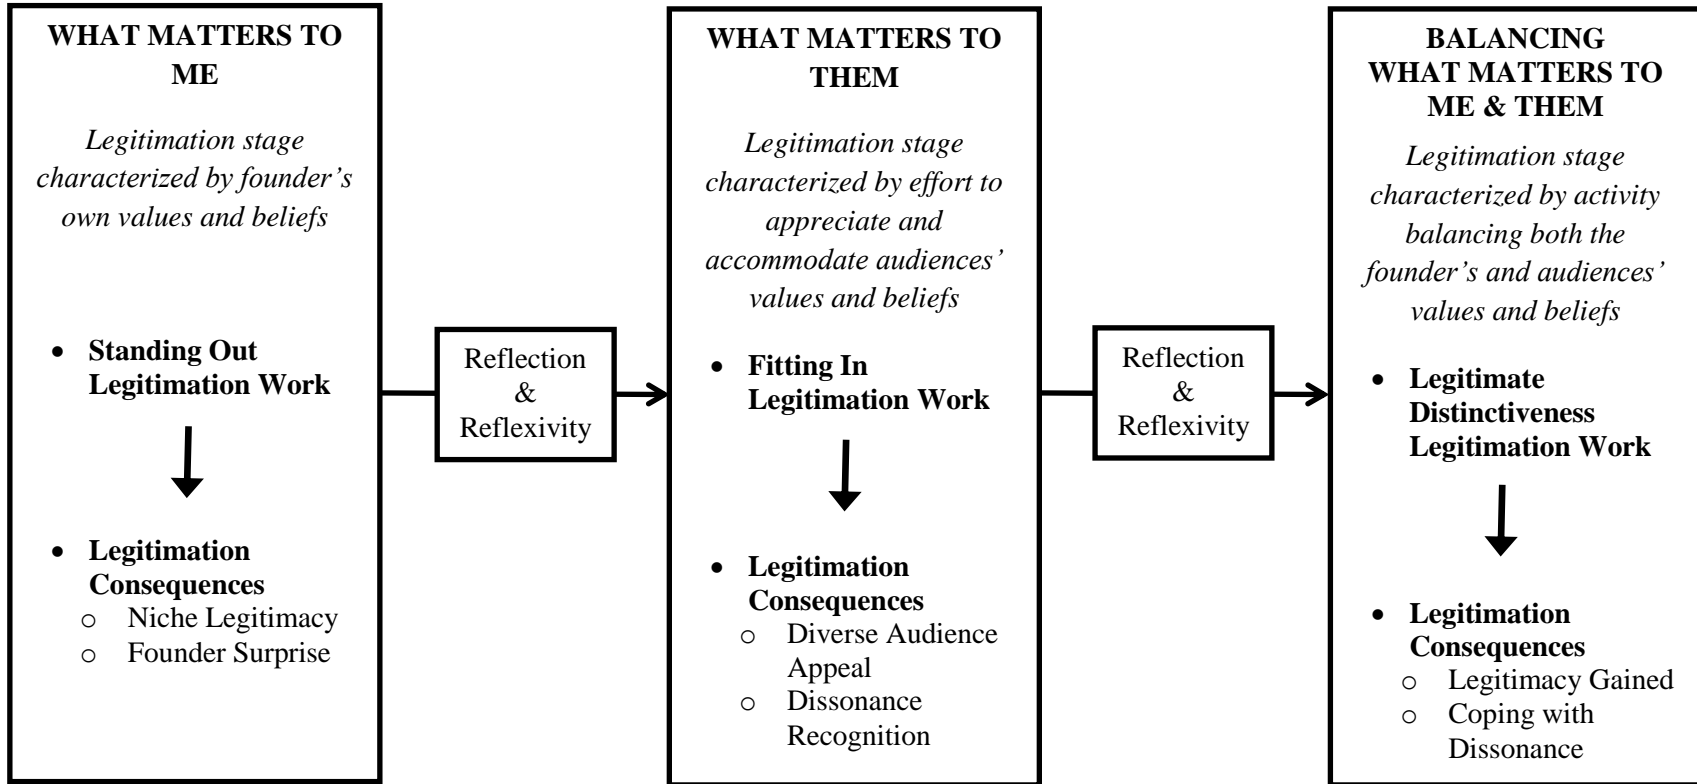 WHAT MATTERS TO
ME
Legitimation stage
characterized by founder’s
own values and beliefs
• Standing Out
Legitimation Work
• Legitimation
Consequences
o Niche Legitimacy
o Founder Surprise
Reflection
&
Reflexivity
WHAT MATTERS TO
THEM
Legitimation stage
characterized by effort to
appreciate and
accommodate audiences’
values and beliefs
• Fitting In
Legitimation Work
• Legitimation
Consequences
o Diverse Audience
Appeal
o Dissonance
Recognition
Reflection
&
Reflexivity
BALANCING
WHAT MATTERS TO
ME & THEM
Legitimation stage
characterized by activity
balancing both the
founder’s and audiences’
values and beliefs
• Legitimate
Distinctiveness
Legitimation Work
• Legitimation
Consequences
o Legitimacy Gained
o Coping with
Dissonance